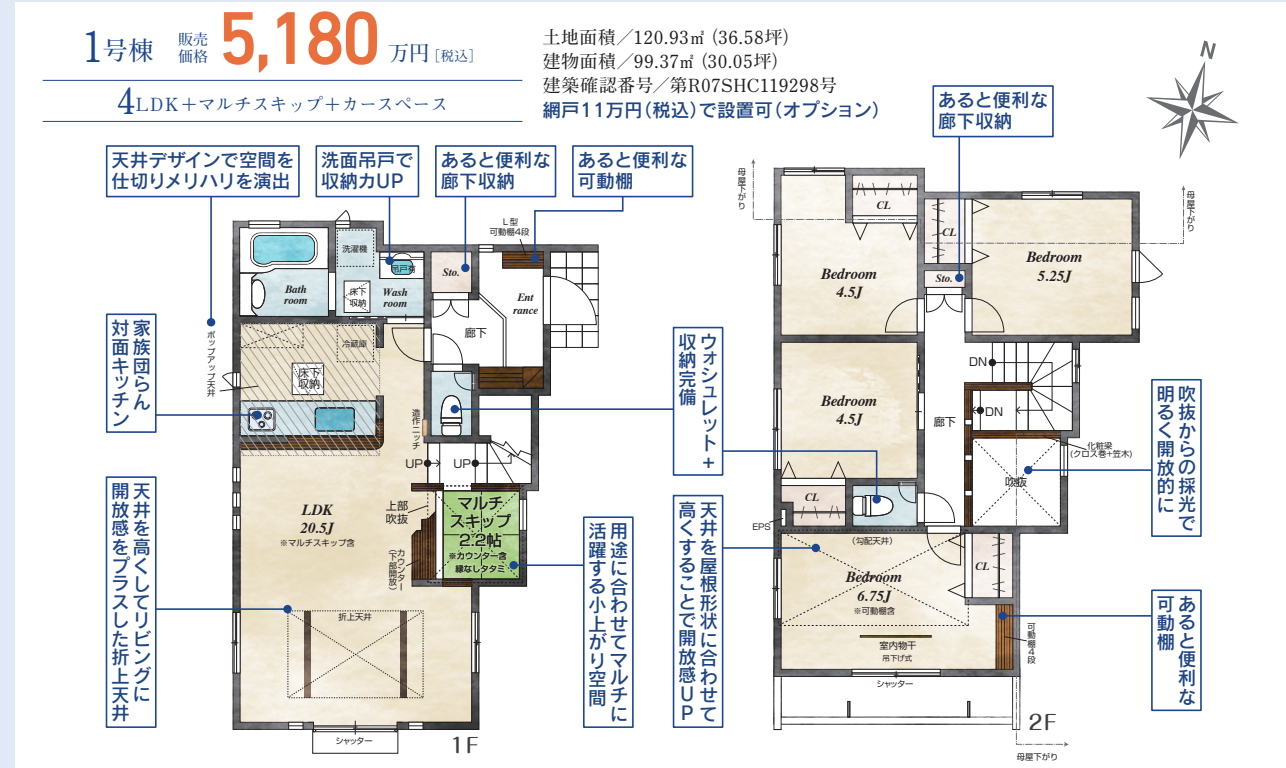 1号棟 販売価格 5,180万円[税込]
4LDK＋マルチスキップ＋カースペース
土地面積／120.93㎡（36.58坪）
建物面積／99.37㎡（30.05坪）
建築確認番号／第R07SHC119298号
網戸11万円（税込）で設置可（オプション）
N
天井デザインで空間を
仕切りメリハリを演出
洗面吊戸で
収納力UP
あると便利な
廊下収納
あると便利な
可動棚
L型
可動棚4段
洗濯機
吊戸有
Sto.
Bath
room
床下
収納
Wash
room
Ent
rance
廊下
ポップアップ天井
冷蔵庫
床下
収納
家族団らん
対面キッチン
造作ニッチ
UP
UP
LDK
20.5J
※マルチスキップ含
上部
吹抜
カウンター
（下部開放）
マルチ
スキップ
2.2帖
※カウンター含
縁なしタタミ
折上天井
天井を高くしてリビングに
開放感をプラスした折上天井
用途に合わせてマルチに
活躍する小上がり空間
シャッター
1F
ウォシュレット＋
収納完備
天井を屋根形状に合わせて
高くすることで開放感UP
あると便利な
廊下収納
母屋下がり
母屋下がり
CL
CL
Bedroom
4.5J
Bedroom
5.25J
Sto.
DN
DN
Bedroom
4.5J
廊下
化粧梁
(クロス巻+笠木)
吹抜
吹抜からの採光で
明るく開放的に
CL
EPS
（勾配天井）
CL
Bedroom
6.75J
※可動棚含
室内物干
吊下げ式
可動棚4段
あると便利な
可動棚
シャッター
2F
母屋下がり